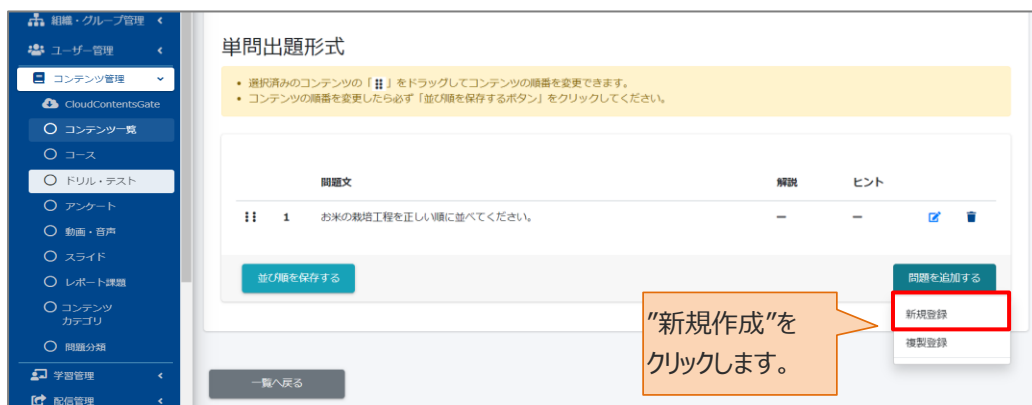 組織・グループ管理
ユーザー管理
コンテンツ管理
CloudContentsGate
コンテンツ一覧
コース
ドリル・テスト
アンケート
動画・音声
スライド
レポート課題
コンテンツ
カテゴリ
問題分類
学習管理
配信管理
単問出題形式
• 選択済みのコンテンツの「⠿」をドラッグしてコンテンツの順番を変更できます。
• コンテンツの順番を変更したら必ず「並び順を保存するボタン」をクリックしてください。
問題文 解説 ヒント
1 お米の栽培工程を正しい順に並べてください。 ー ー
並び順を保存する 問題を追加する
新規登録
複製登録
”新規作成”を
クリックします。
一覧へ戻る